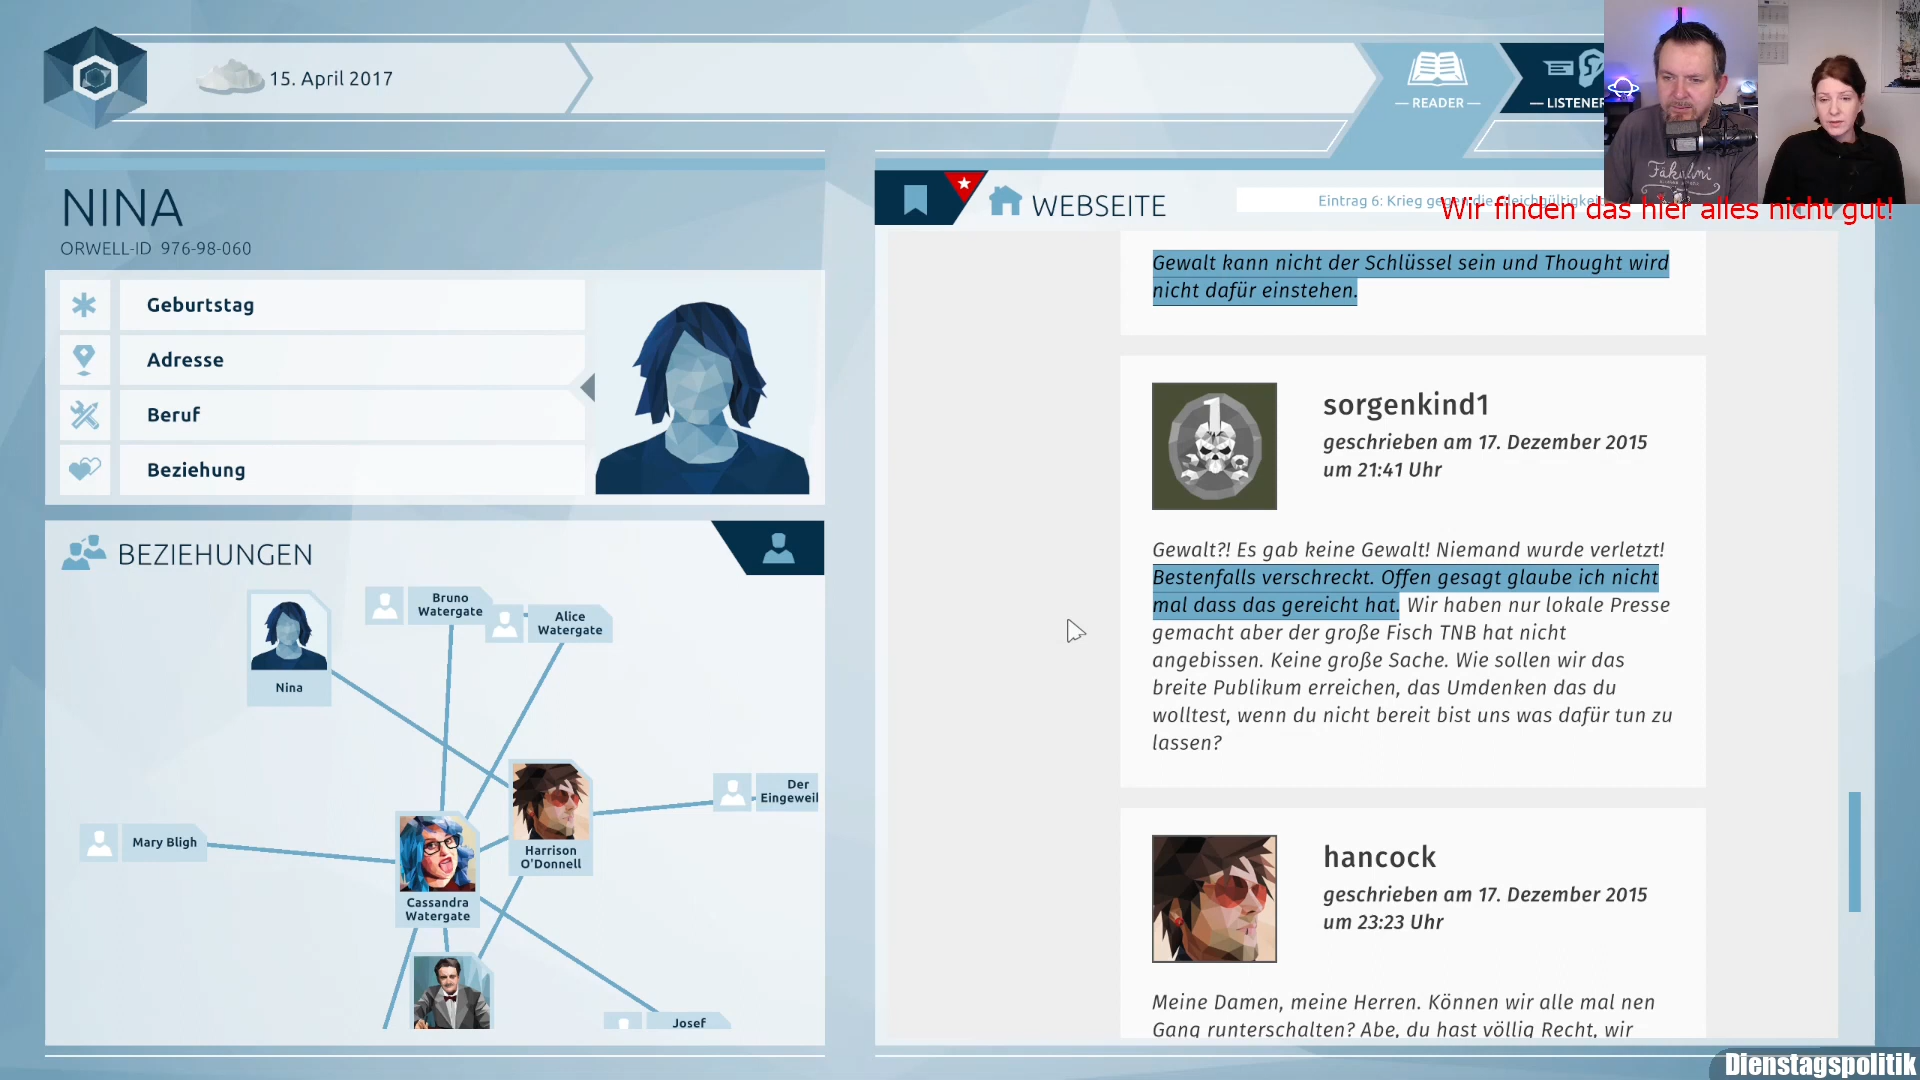 15. April 2017
— READER —
— LISTENER
Fäkalni
NINA
ORWELL-ID 976-98-060
Geburtstag
Adresse
Beruf
Beziehung
BEZIEHUNGEN
Nina
Bruno
Watergate
Alice
Watergate
Der
Eingeweih
Harrison
O'Donnell
Mary Bligh
Cassandra
Watergate
Josef
WEBSEITE
Eintrag 6: Krieg gegen die Gleichgültigkeit
Wir finden das hier alles nicht gut!
Gewalt kann nicht der Schlüssel sein und Thought wird
nicht dafür einstehen.
sorgenkind1
geschrieben am 17. Dezember 2015
um 21:41 Uhr
Gewalt?! Es gab keine Gewalt! Niemand wurde verletzt!
Bestenfalls verschreckt. Offen gesagt glaube ich nicht
mal dass das gereicht hat. Wir haben nur lokale Presse
gemacht aber der große Fisch TNB hat nicht
angebissen. Keine große Sache. Wie sollen wir das
breite Publikum erreichen, das Umdenken das du
wolltest, wenn du nicht bereit bist uns was dafür tun zu
lassen?
hancock
geschrieben am 17. Dezember 2015
um 23:23 Uhr
Meine Damen, meine Herren. Können wir alle mal nen
Gang runterschalten? Abe, du hast völlig Recht, wir
Dienstagspolitik